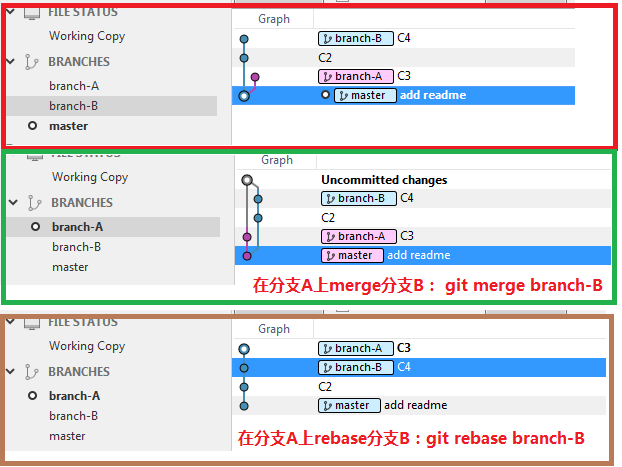 FILE STATUS
Graph
Working Copy
branch-B C4
BRANCHES
C2
branch-A
branch-A C3
branch-B
master add readme
master
Graph
Working Copy
Uncommitted changes
BRANCHES
branch-B C4
branch-A
C2
branch-B
branch-A C3
master
master add readme
在分支A上merge分支B： git merge branch-B
FILE STATUS
Graph
Working Copy
branch-A C3
BRANCHES
branch-B C4
branch-A
C2
branch-B
master add readme
master
在分支A上rebase分支B：git rebase branch-B